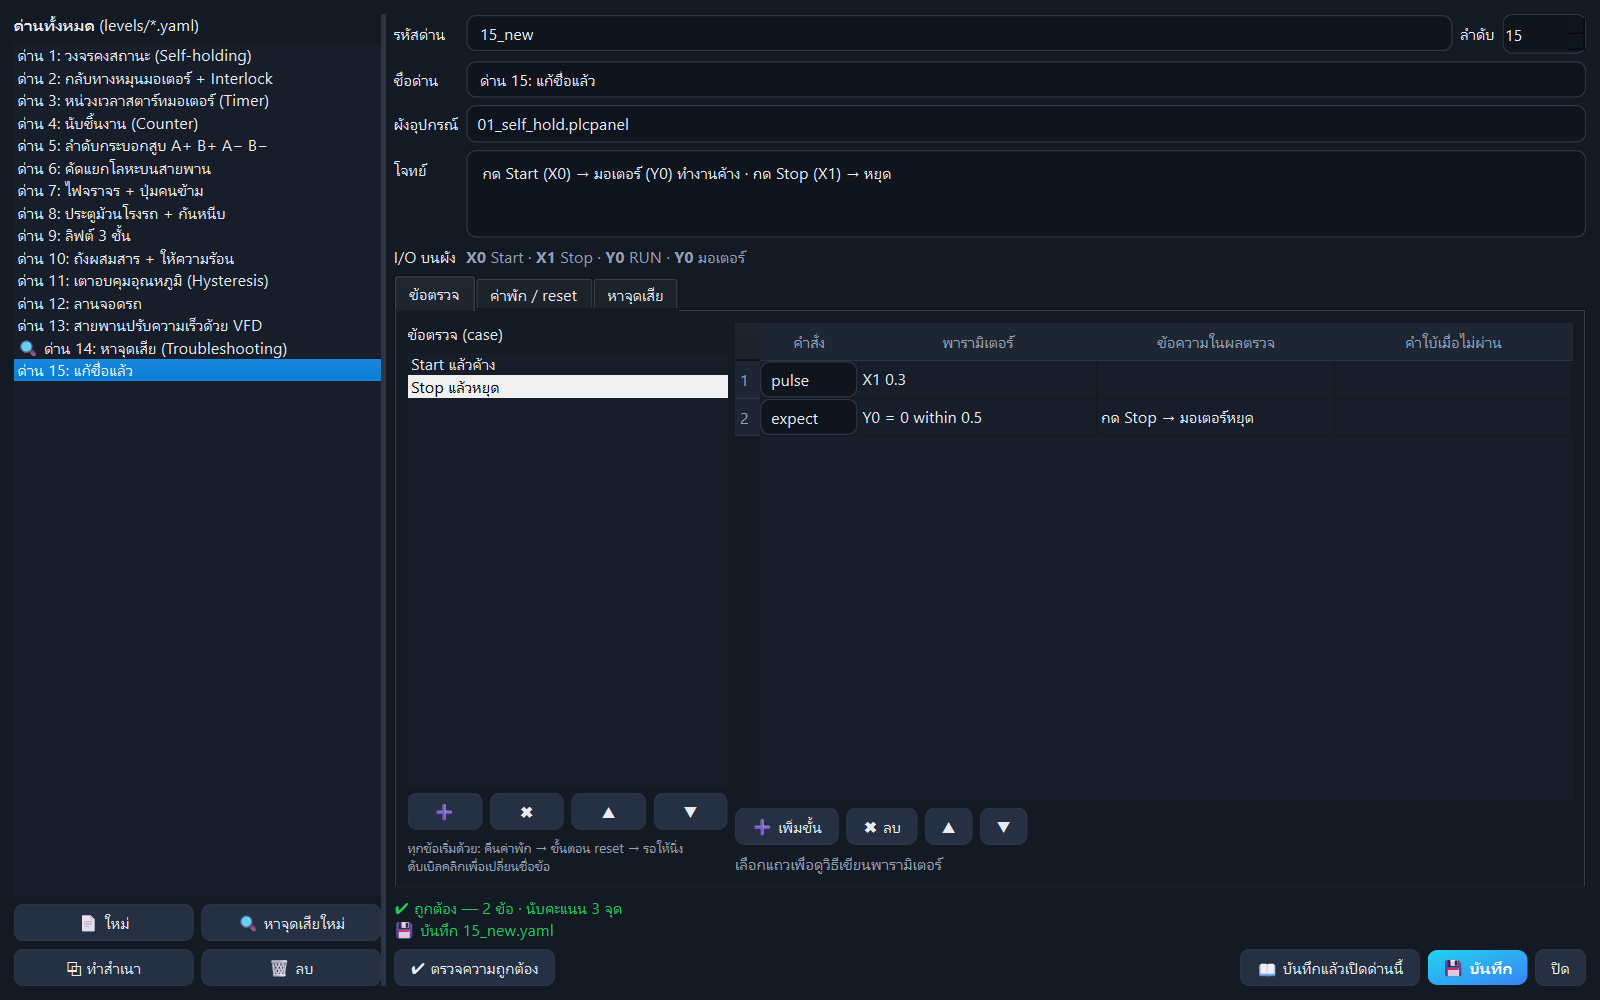 ด่านทั้งหมด (levels/*.yaml)
ด่าน 1: วงจรคงสถานะ (Self-holding)
ด่าน 2: กลับทางหมุนมอเตอร์ + Interlock
ด่าน 3: หน่วงเวลาสตาร์ทมอเตอร์ (Timer)
ด่าน 4: นับชิ้นงาน (Counter)
ด่าน 5: ลำดับกระบอกสูบ A+ B+ A− B−
ด่าน 6: คัดแยกโลหะบนสายพาน
ด่าน 7: ไฟจราจร + ปุ่มคนข้าม
ด่าน 8: ประตูม้วนโรงรถ + กันหนีบ
ด่าน 9: ลิฟต์ 3 ชั้น
ด่าน 10: ถังผสมสาร + ให้ความร้อน
ด่าน 11: เตาอบคุมอุณหภูมิ (Hysteresis)
ด่าน 12: ลานจอดรถ
ด่าน 13: สายพานปรับความเร็วด้วย VFD
🔍 ด่าน 14: หาจุดเสีย (Troubleshooting)
ด่าน 15: แก้ชื่อแล้ว
📄 ใหม่
🔍 หาจุดเสียใหม่
ทำสำเนา
🗑 ลบ
รหัสด่าน 15_new ลำดับ 15
ชื่อด่าน ด่าน 15: แก้ชื่อแล้ว
ผังอุปกรณ์ 01_self_hold.plcpanel
โจทย์ กด Start (X0) → มอเตอร์ (Y0) ทำงานค้าง · กด Stop (X1) → หยุด
I/O บนผัง X0 Start · X1 Stop · Y0 RUN · Y0 มอเตอร์
ข้อตรวจ ค่าพัก / reset หาจุดเสีย
ข้อตรวจ (case)
Start แล้วค้าง
Stop แล้วหยุด
➕ ✖ ▲ ▼
ทุกข้อเริ่มด้วย: คืนค่าพัก → ขั้นตอน reset → รอให้นิ่ง
ดับเบิลคลิกเพื่อเปลี่ยนชื่อข้อ
คำสั่ง พารามิเตอร์ ข้อความในผลตรวจ คำใบ้เมื่อไม่ผ่าน
1 pulse X1 0.3
2 expect Y0 = 0 within 0.5 กด Stop → มอเตอร์หยุด
➕ เพิ่มขั้น ✖ ลบ ▲ ▼
เลือกแถวเพื่อดูวิธีเขียนพารามิเตอร์
✔ ถูกต้อง — 2 ข้อ · นับคะแนน 3 จุด
💾 บันทึก 15_new.yaml
✔ ตรวจความถูกต้อง
📖 บันทึกแล้วเปิดด่านนี้
💾 บันทึก
ปิด